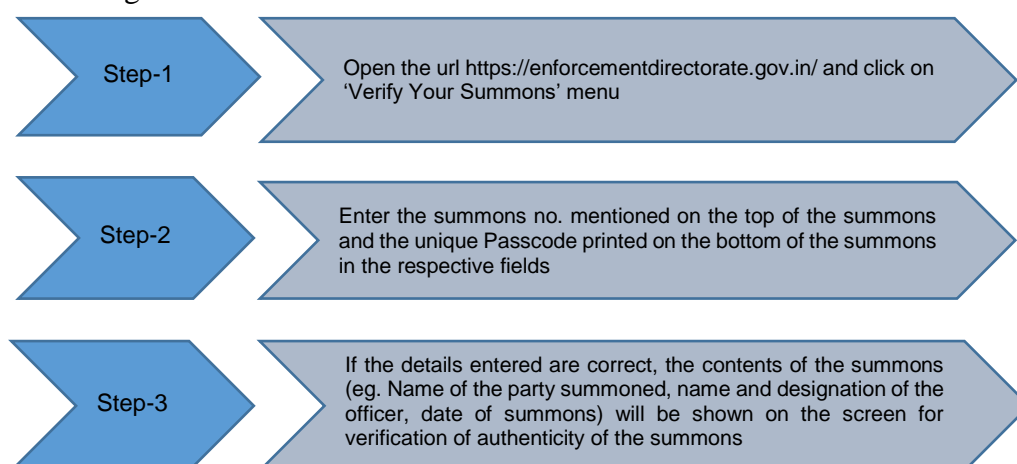 Step-1
Open the url https://enforcementdirectorate.gov.in/ and click on
‘Verify Your Summons’ menu
Step-2
Enter the summons no. mentioned on the top of the summons
and the unique Passcode printed on the bottom of the summons
in the respective fields
Step-3
If the details entered are correct, the contents of the summons
(eg. Name of the party summoned, name and designation of the
officer, date of summons) will be shown on the screen for
verification of authenticity of the summons